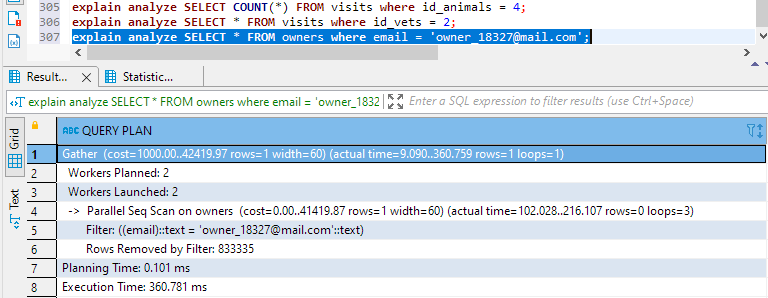 305 explain analyze SELECT COUNT(*) FROM visits where id_animals = 4;
306 explain analyze SELECT * FROM visits where id_vets = 2;
307 explain analyze SELECT * FROM owners where email = 'owner_18327@mail.com';
Result... Statistic...
explain analyze SELECT * FROM owners where email = 'owner_1832 Enter a SQL expression to filter results (use Ctrl+Space)
Grid
Text
ABC QUERY PLAN
1 Gather (cost=1000.00..42419.97 rows=1 width=60) (actual time=9.090..360.759 rows=1 loops=1)
2 Workers Planned: 2
3 Workers Launched: 2
4 -> Parallel Seq Scan on owners (cost=0.00..41419.87 rows=1 width=60) (actual time=102.028..216.107 rows=0 loops=3)
5 Filter: ((email)::text = 'owner_18327@mail.com'::text)
6 Rows Removed by Filter: 833335
7 Planning Time: 0.101 ms
8 Execution Time: 360.781 ms